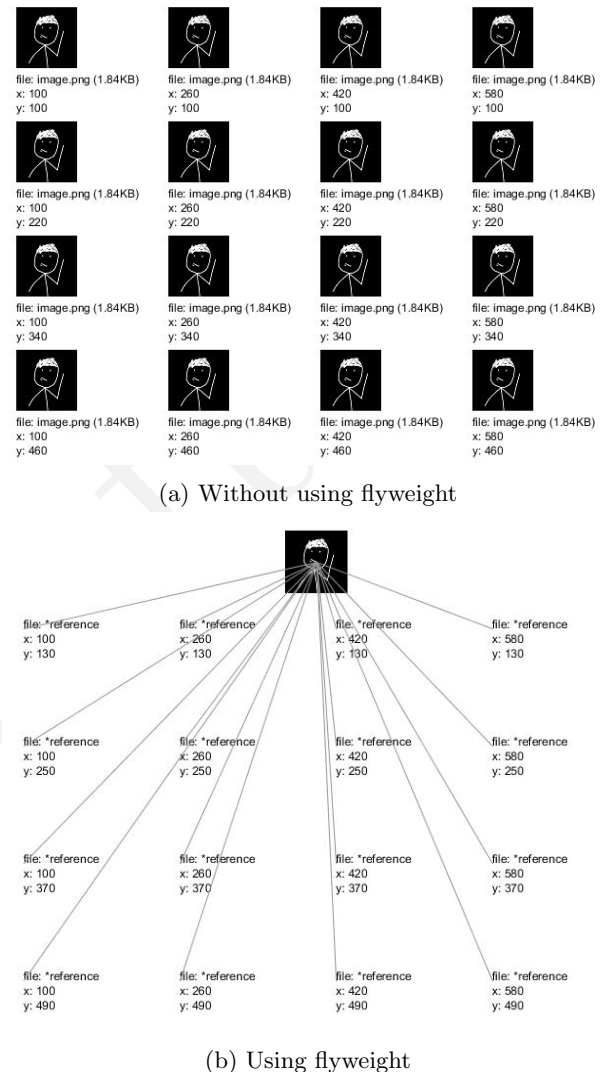 file: image.png (1.84KB) file: image.png (1.84KB) file: image.png (1.84KB) file: image.png (1.84KB)
x: 100 x: 260 x: 420 x: 580
y: 100 y: 100 y: 100 y: 100
file: image.png (1.84KB) file: image.png (1.84KB) file: image.png (1.84KB) file: image.png (1.84KB)
x: 100 x: 260 x: 420 x: 580
y: 220 y: 220 y: 220 y: 220
file: image.png (1.84KB) file: image.png (1.84KB) file: image.png (1.84KB) file: image.png (1.84KB)
x: 100 x: 260 x: 420 x: 580
y: 340 y: 340 y: 340 y: 340
file: image.png (1.84KB) file: image.png (1.84KB) file: image.png (1.84KB) file: image.png (1.84KB)
x: 100 x: 260 x: 420 x: 580
y: 460 y: 460 y: 460 y: 460
(a) Without using flyweight
file: *reference file: *reference file: *reference file: *reference
x: 100 x: 260 x: 420 x: 580
y: 130 y: 130 y: 130 y: 130
file: *reference file: *reference file: *reference file: *reference
x: 100 x: 260 x: 420 x: 580
y: 250 y: 250 y: 250 y: 250
file: *reference file: *reference file: *reference file: *reference
x: 100 x: 260 x: 420 x: 580
y: 370 y: 370 y: 370 y: 370
file: *reference file: *reference file: *reference file: *reference
x: 100 x: 260 x: 420 x: 580
y: 490 y: 490 y: 490 y: 490
(b) Using flyweight